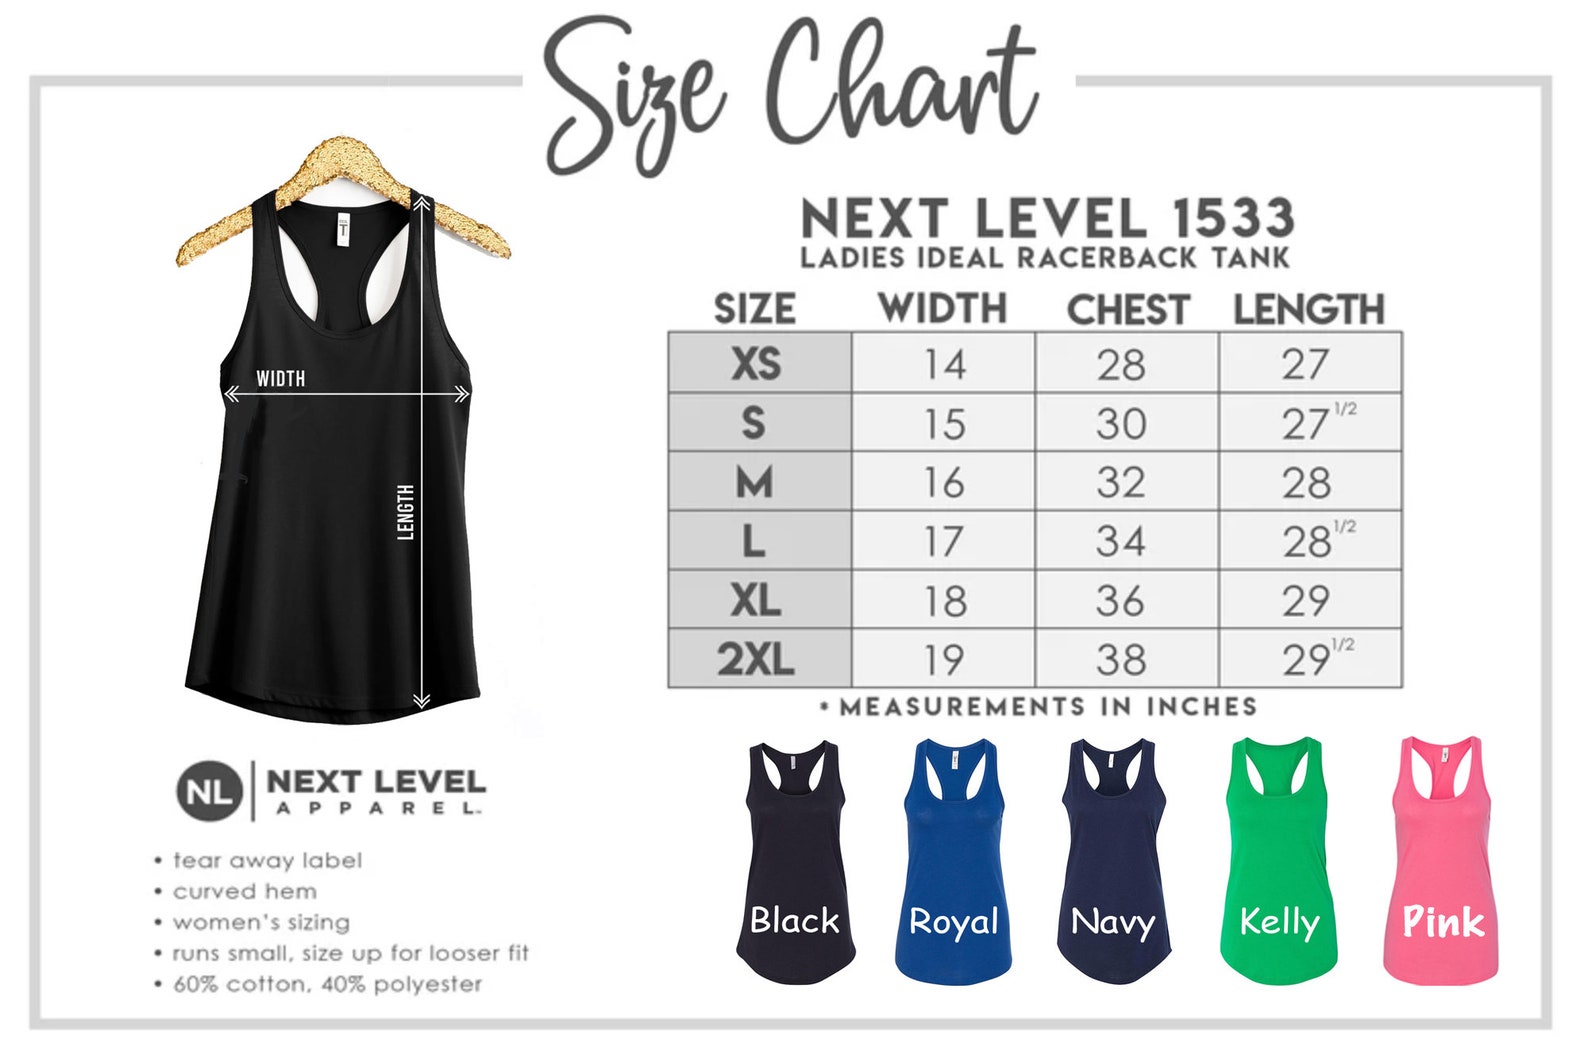 Size Chart
NEXT LEVEL 1533
LADIES IDEAL RACERBACK TANK
SIZE WIDTH CHEST LENGTH
XS 14 28 27
S 15 30 27 1/2
M 16 32 28
L 17 34 28 1/2
XL 18 36 29
2XL 19 38 29 1/2
* MEASUREMENTS IN INCHES
WIDTH
LENGTH
NL NEXT LEVEL
APPAREL™
• tear away label
• curved hem
• women's sizing
• runs small, size up for looser fit
• 60% cotton, 40% polyester
Black Royal Navy Kelly Pink